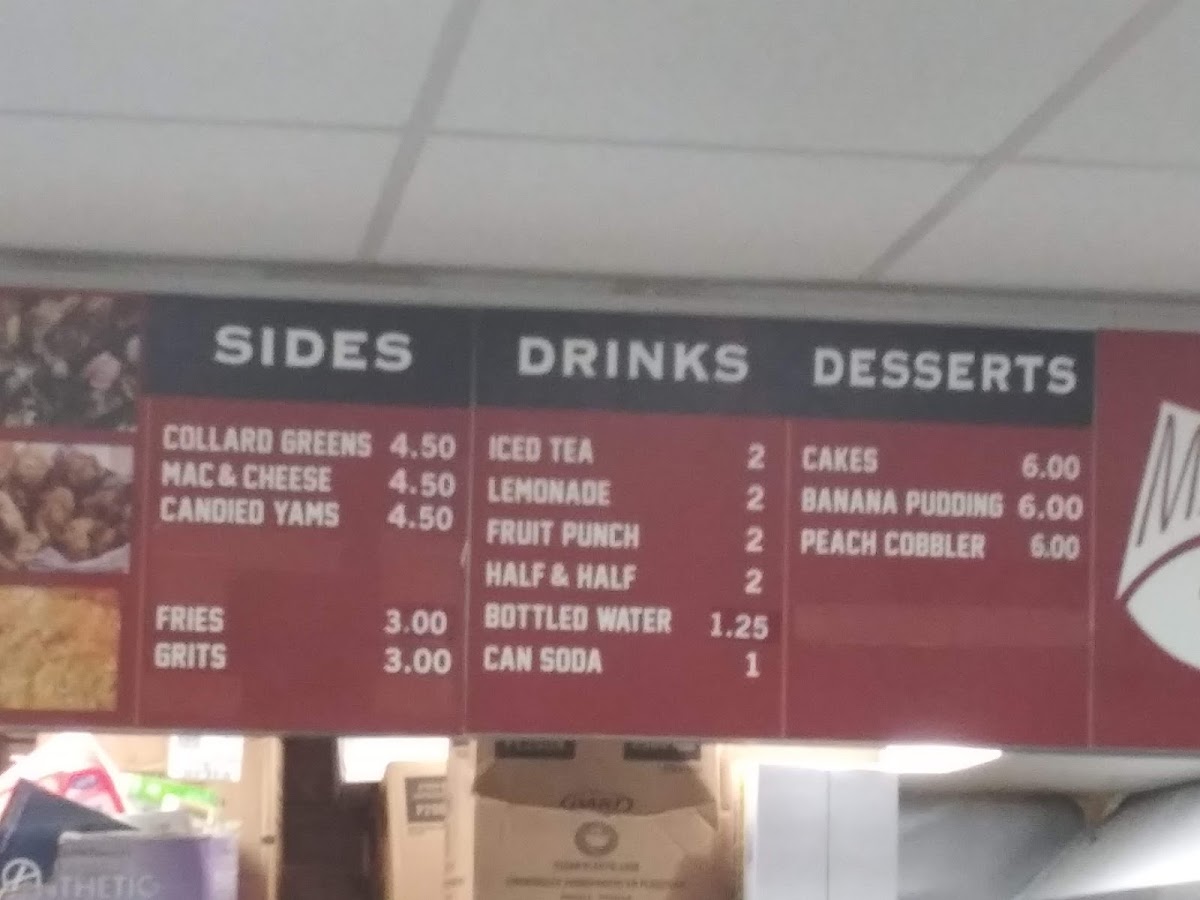 SIDES
COLLARD GREENS 4.50
MAC & CHEESE 4.50
CANDIED YAMS 4.50
FRIES 3.00
GRITS 3.00
DRINKS
ICED TEA 2
LEMONADE 2
FRUIT PUNCH 2
HALF & HALF 2
BOTTLED WATER 1.25
CAN SODA 1
DESSERTS
CAKES 6.00
BANANA PUDDING 6.00
PEACH COBBLER 6.00